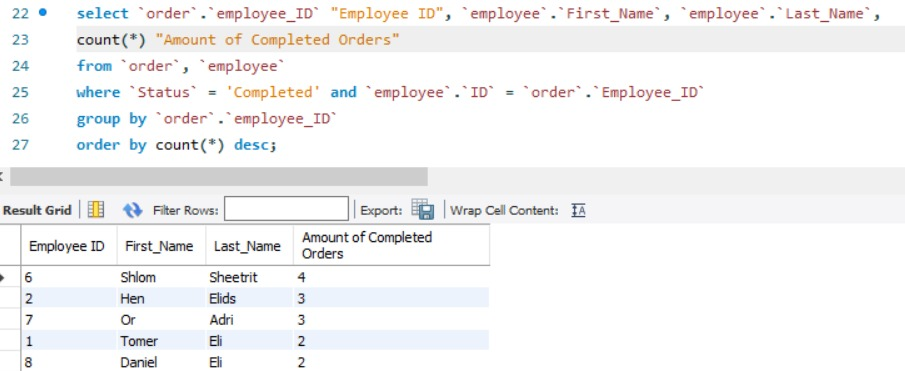 22 select `order`.`employee_ID` "Employee ID", `employee`.`First_Name`, `employee`.`Last_Name`,
23 count(*) "Amount of Completed Orders"
24 from `order`, `employee`
25 where `Status` = 'Completed' and `employee`.`ID` = `order`.`Employee_ID`
26 group by `order`.`employee_ID`
27 order by count(*) desc;
Result Grid Filter Rows: Export: Wrap Cell Content: IA
Employee ID First_Name Last_Name Amount of Completed
Orders
6 Shlom Sheetrit 4
2 Hen Elids 3
7 Or Adri 3
1 Tomer Eli 2
8 Daniel Eli 2